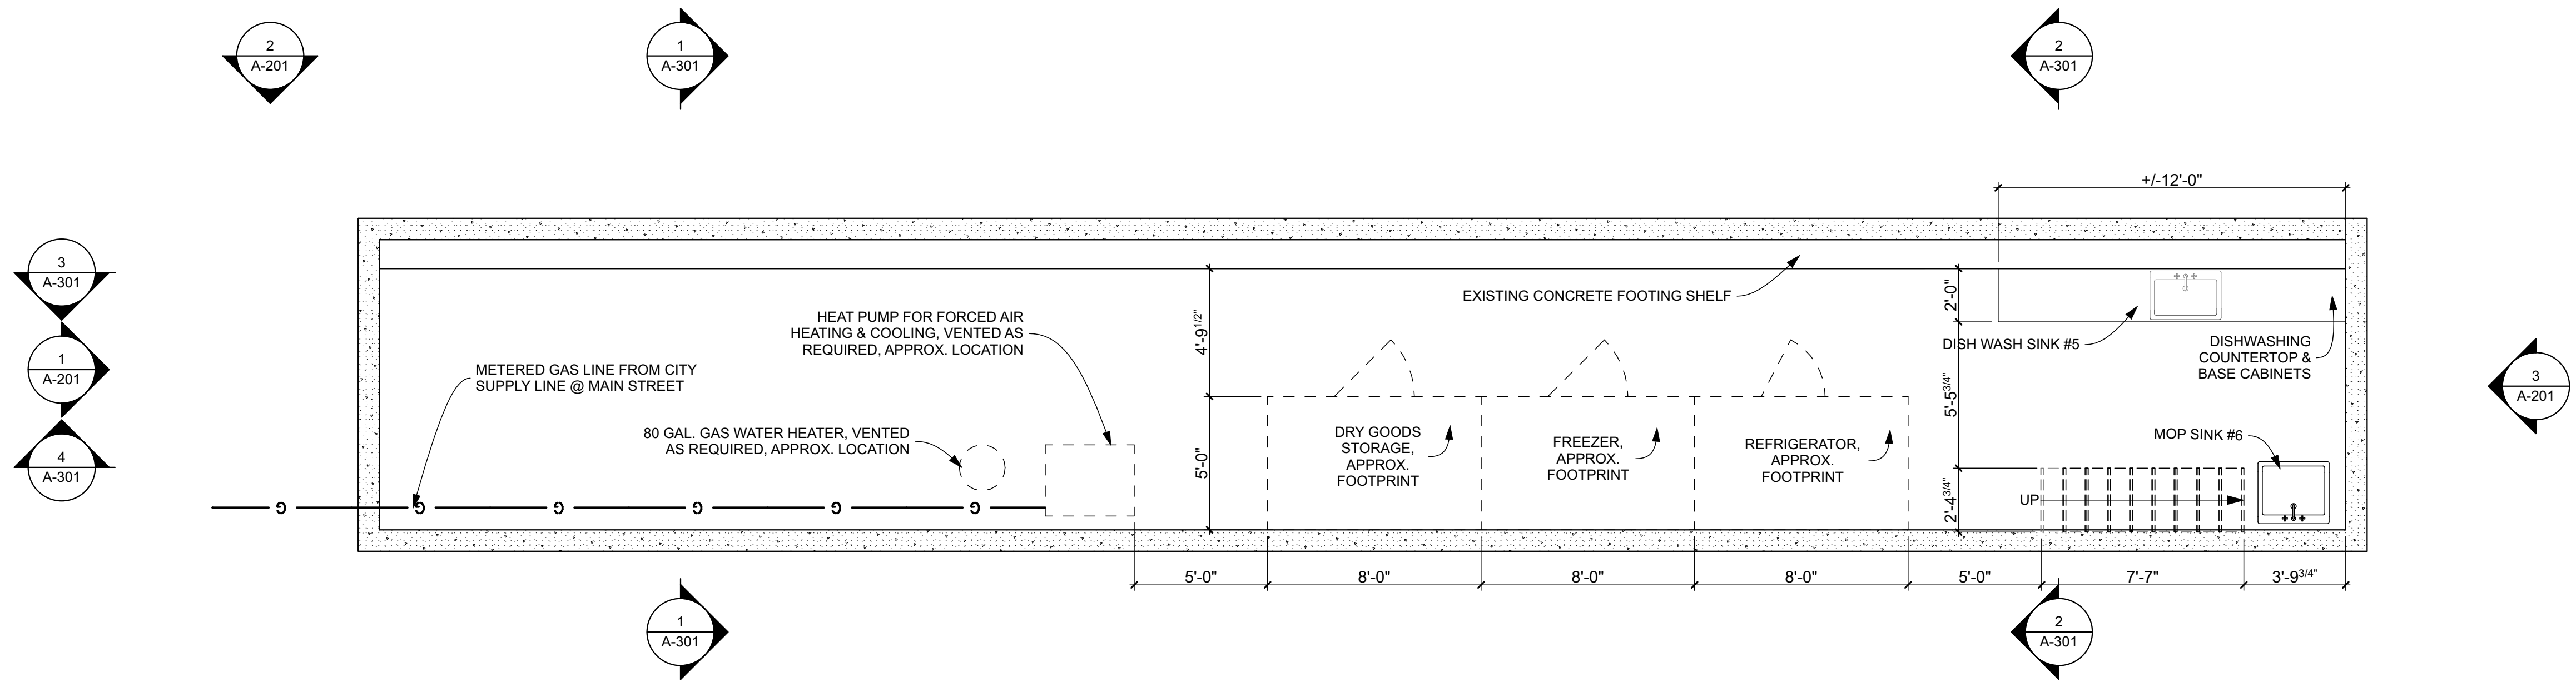 2
A-201
1
A-301
2
A-301
+/-12'-0"
3
A-301
EXISTING CONCRETE FOOTING SHELF
2'-0"
HEAT PUMP FOR FORCED AIR
HEATING & COOLING, VENTED AS
REQUIRED, APPROX. LOCATION
4'-9 1/2"
DISH WASH SINK #5
DISHWASHING
COUNTERTOP &
BASE CABINETS
1
A-201
METERED GAS LINE FROM CITY
SUPPLY LINE @ MAIN STREET
3
A-201
5'-5 3/4"
80 GAL. GAS WATER HEATER, VENTED
AS REQUIRED, APPROX. LOCATION
DRY GOODS
STORAGE,
APPROX.
FOOTPRINT
FREEZER,
APPROX.
FOOTPRINT
REFRIGERATOR,
APPROX.
FOOTPRINT
MOP SINK #6
4
A-301
5'-0"
2'-4 3/4"
UP
G G G G G G
5'-0"
8'-0"
8'-0"
8'-0"
5'-0"
7'-7"
3'-9 3/4"
1
A-301
2
A-301